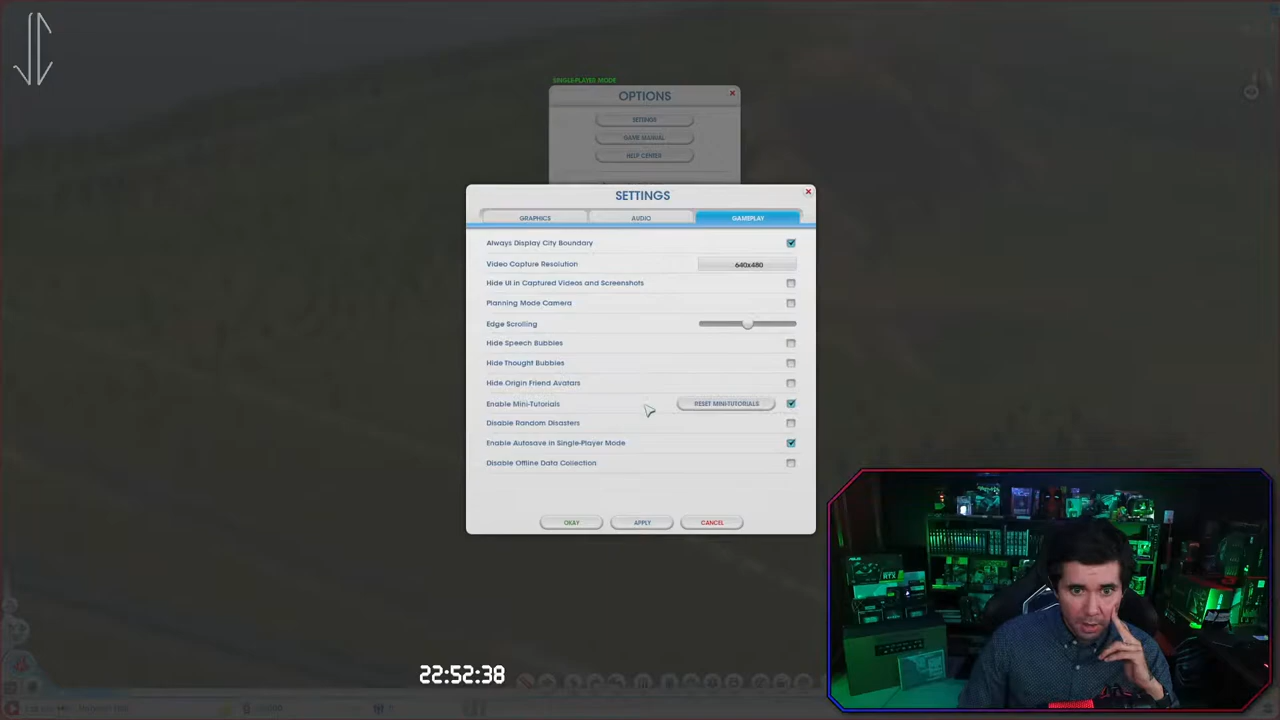 SINGLE-PLAYER MODE
OPTIONS
SETTINGS
GAME MANUAL
HELP CENTER
SETTINGS
GRAPHICS AUDIO GAMEPLAY
Always Display City Boundary
Video Capture Resolution 640x480
Hide UI in Captured Videos and Screenshots
Planning Mode Camera
Edge Scrolling
Hide Speech Bubbles
Hide Thought Bubbles
Hide Origin Friend Avatars
Enable Mini-Tutorials RESET MINI-TUTORIALS
Disable Random Disasters
Enable Autosave in Single-Player Mode
Disable Offline Data Collection
OKAY APPLY CANCEL
22:52:38